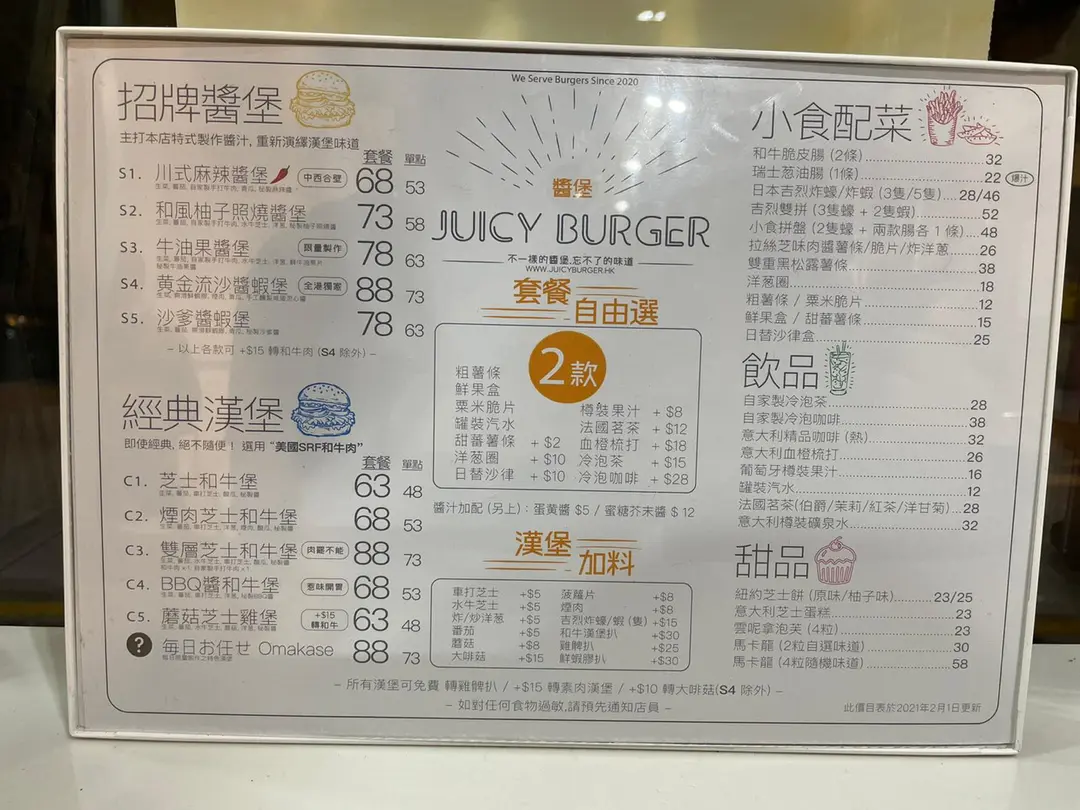 We Serve Burgers Since 2020
醬堡
JUICY BURGER
不一樣的醬堡.忘不了的味道
WWW.JUICYBURGER.HK
招牌醬堡
主打本店特式製作醬汁, 重新演繹漢堡味道
套餐 單點
S1. 川式麻辣醬堡 中西合壁 68 53
S2. 和風柚子照燒醬堡 73 58
S3. 牛油果醬堡 限量製作 78 63
S4. 黃金流沙醬蝦堡 全港獨家 88 73
S5. 沙爹醬蝦堡 78 63
– 以上各款可 +$15 轉和牛肉 (S4 除外) –
經典漢堡
即使經典, 絕不隨便！ 選用 “美國SRF和牛肉”
套餐 單點
C1. 芝士和牛堡 63 48
C2. 煙肉芝士和牛堡 68 53
C3. 雙層芝士和牛堡 肉罷不能 88 73
C4. BBQ醬和牛堡 惹味開胃 68 53
C5. 蘑菇芝士雞堡 +$15 轉和牛 63 48
? 每日お任せ Omakase 88 73
套餐自由選
2款
粗薯條
鮮果盒
粟米脆片
罐裝汽水
甜蕃薯條 + $2
洋葱圈 + $10
日替沙律 + $10
樽裝果汁 + $8
法國茗茶 + $12
血橙梳打 + $18
冷泡茶 + $15
冷泡咖啡 + $28
醬汁加配 (另上)：蛋黃醬 $5 / 蜜糖芥末醬 $ 12
漢堡加料
車打芝士 +$5
水牛芝士 +$5
炸/炒洋葱 +$5
番茄 +$5
蘑菇 +$8
大啡菇 +$15
菠蘿片 +$8
煙肉 +$8
吉烈炸蠔/蝦 (隻) +$15
和牛漢堡扒 +$30
雞髀扒 +$25
鮮蝦膠扒 +$30
– 所有漢堡可免費 轉雞髀扒 / +$15 轉素肉漢堡 / +$10 轉大啡菇(S4 除外) –
– 如對任何食物過敏,請預先通知店員 –
小食配菜
和牛脆皮腸 (2條) 32
瑞士葱油腸 (1條) 22 爆汁
日本吉烈炸蠔/炸蝦 (3隻/5隻) 28/46
吉烈雙拼 (3隻蠔 + 2隻蝦) 52
小食拼盤 (2隻蠔 + 兩款腸各 1 條) 48
拉絲芝味肉醬薯條/脆片/炸洋葱 26
雙重黑松露薯條 38
洋葱圈 18
粗薯條 / 粟米脆片 12
鮮果盒 / 甜蕃薯條 15
日替沙律盒 25
飲品
自家製冷泡茶 28
自家製冷泡咖啡 38
意大利精品咖啡 (熱) 32
意大利血橙梳打 26
葡萄牙樽裝果汁 16
罐裝汽水 12
法國茗茶(伯爵/茉莉/紅茶/洋甘菊) 28
意大利樽裝礦泉水 32
甜品
紐約芝士餅 (原味/柚子味) 23/25
意大利芝士蛋糕 23
雲呢拿泡芙 (4粒) 23
馬卡龍 (2粒自選味道) 30
馬卡龍 (4粒隨機味道) 58
此價目表於2021年2月1日更新